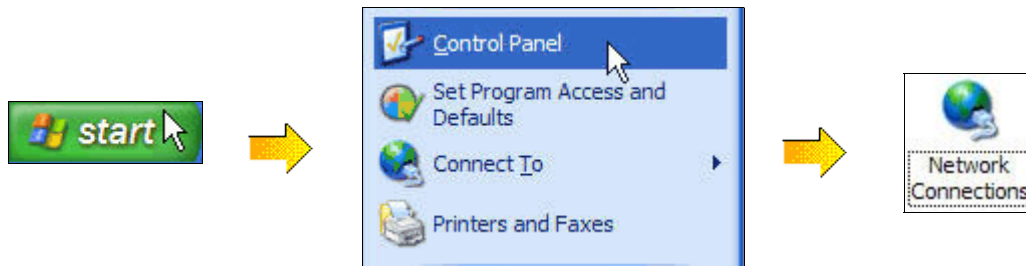 start
Control Panel
Set Program Access and
Defaults
Connect To
Printers and Faxes
Network
Connections